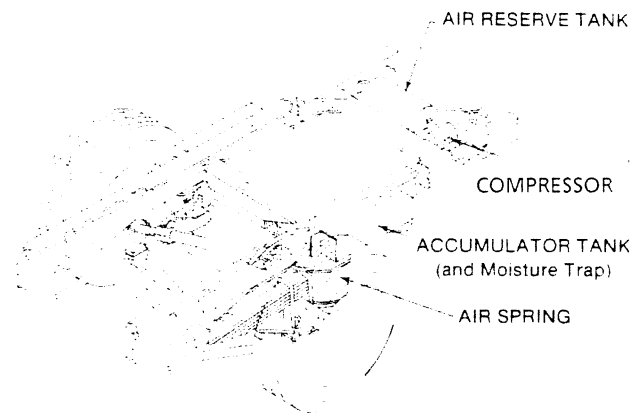 AIR RESERVE TANK
COMPRESSOR
ACCUMULATOR TANK
(and Moisture Trap)
AIR SPRING